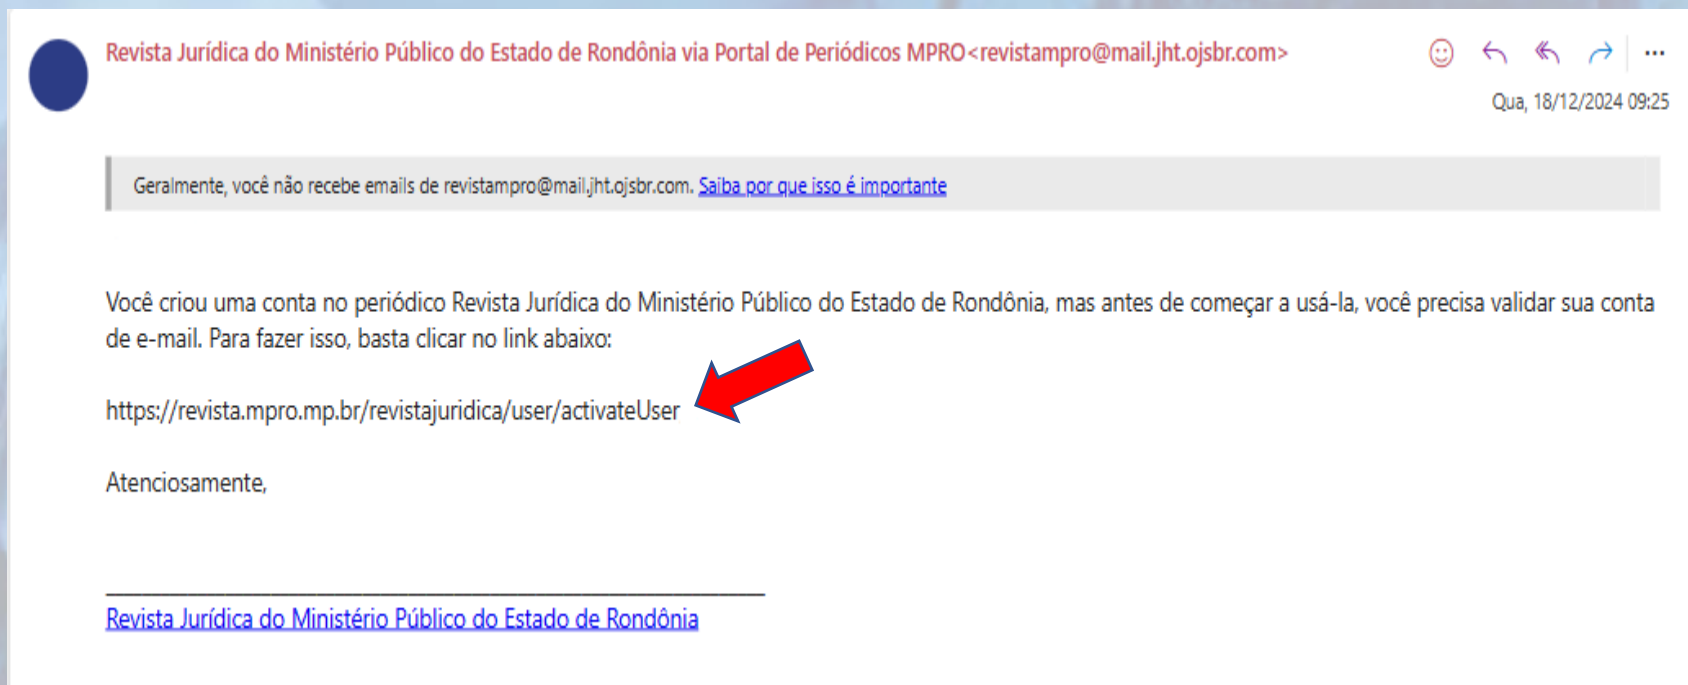 Revista Jurídica do Ministério Público do Estado de Rondônia via Portal de Periódicos MPRO<revistampro@mail.jht.ojsbr.com>
Qua, 18/12/2024 09:25
Geralmente, você não recebe emails de revistampro@mail.jht.ojsbr.com. Saiba por que isso é importante
Você criou uma conta no periódico Revista Jurídica do Ministério Público do Estado de Rondônia, mas antes de começar a usá-la, você precisa validar sua conta
de e-mail. Para fazer isso, basta clicar no link abaixo:
https://revista.mpro.mp.br/revistajuridica/user/activateUser
Atenciosamente,
Revista Jurídica do Ministério Público do Estado de Rondônia